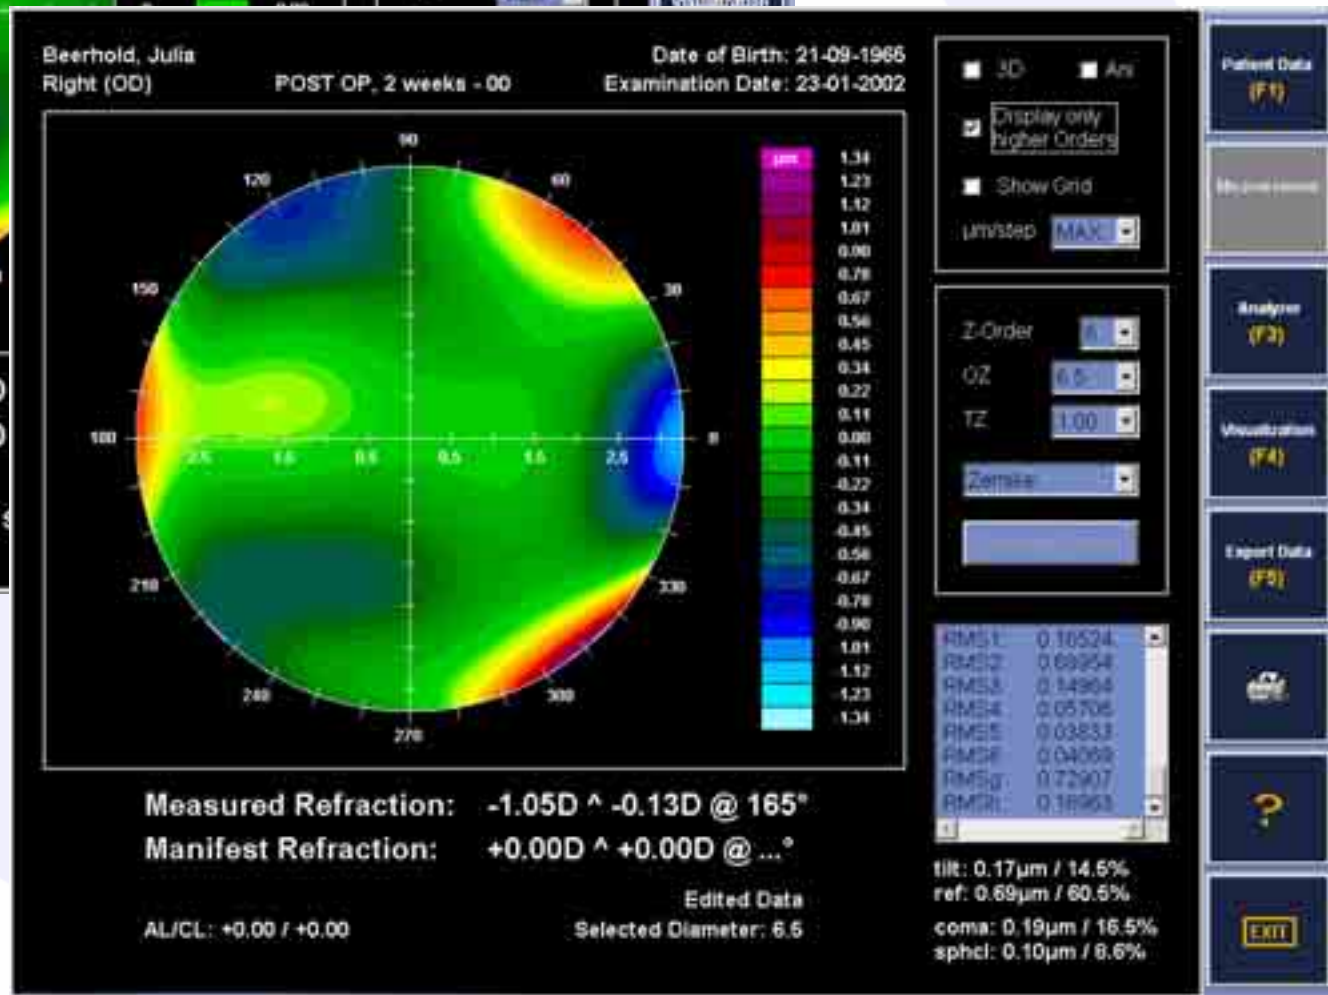 Beerhold, Julia
Date of Birth: 21-09-1965
Right (OD)
POST OP, 2 weeks - 00
Examination Date: 23-01-2002
90
120
60
150
30
180
0
2.5
1.5
0.5
0.5
1.5
2.5
210
330
240
300
270
µm
1.34
1.23
1.12
1.01
0.90
0.78
0.67
0.56
0.45
0.34
0.22
0.11
0.00
-0.11
-0.22
-0.34
-0.45
-0.56
-0.67
-0.78
-0.90
-1.01
-1.12
-1.23
-1.34
Measured Refraction: -1.05D ^ -0.13D @ 165°
Manifest Refraction: +0.00D ^ +0.00D @ ...°
Edited Data
AL/CL: +0.00 / +0.00
Selected Diameter: 6.5
3D
Ani
Display only
higher Orders
Show Grid
µm/step MAX
Z-Order 6
OZ 6.5
TZ 1.00
Zernike
RMS1: 0.16524
RMS2: 0.68954
RMS3: 0.14964
RMS4: 0.05706
RMS5: 0.03833
RMS6: 0.04069
RMSg: 0.72907
RMSh: 0.18963
tilt: 0.17µm / 14.5%
ref: 0.69µm / 60.5%
coma: 0.19µm / 16.5%
sphcl: 0.10µm / 8.6%
Patient Data
(F1)
Measurement
Analyzer
(F3)
Visualization
(F4)
Export Data
(F5)
?
EXIT